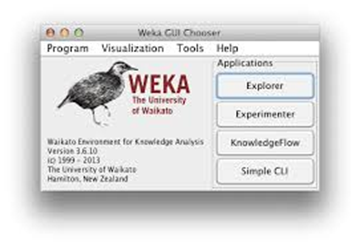 Weka GUI Chooser
Program Visualization Tools Help
WEKA
The University
of Waikato
Waikato Environment for Knowledge Analysis
Version 3.6.10
(c) 1999 - 2013
The University of Waikato
Hamilton, New Zealand
Applications
Explorer
Experimenter
KnowledgeFlow
Simple CLI